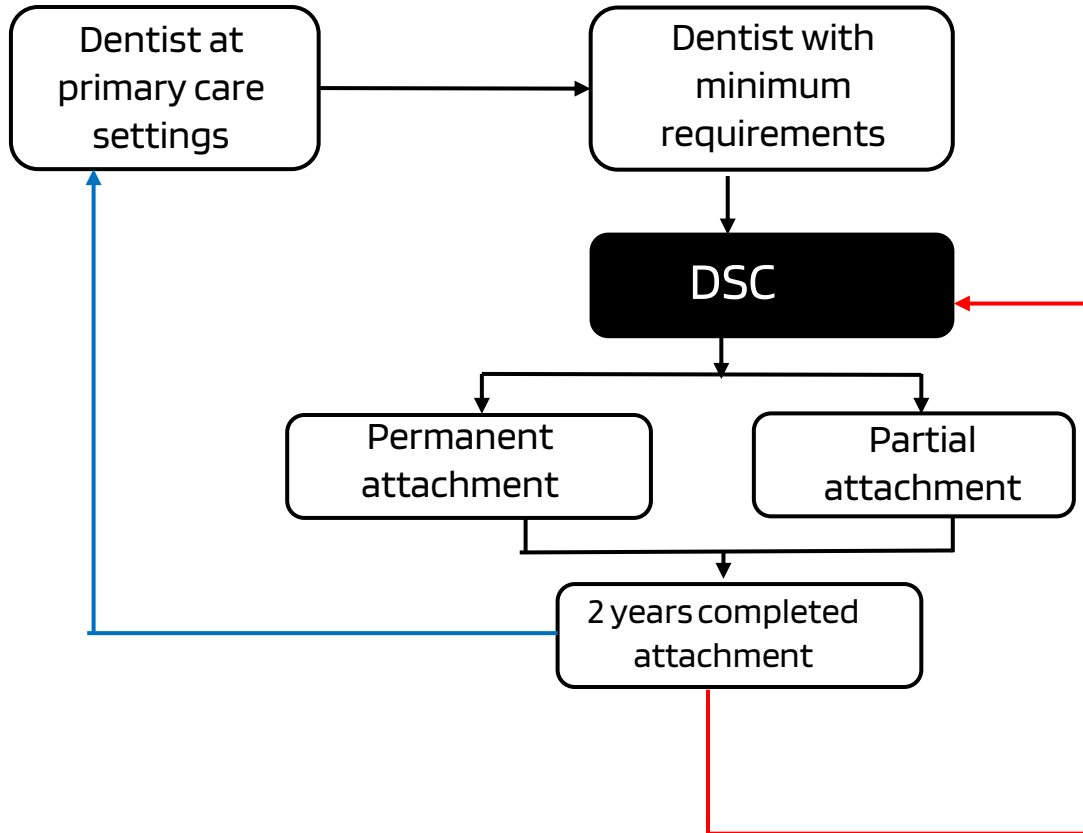 Dentist at
primary care
settings
Dentist with
minimum
requirements
DSC
Permanent
attachment
Partial
attachment
2 years completed
attachment